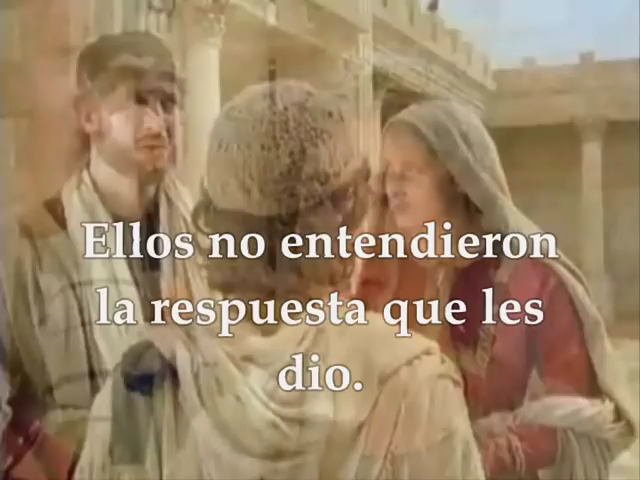 Ellos no entendieron
la respuesta que les
dio.